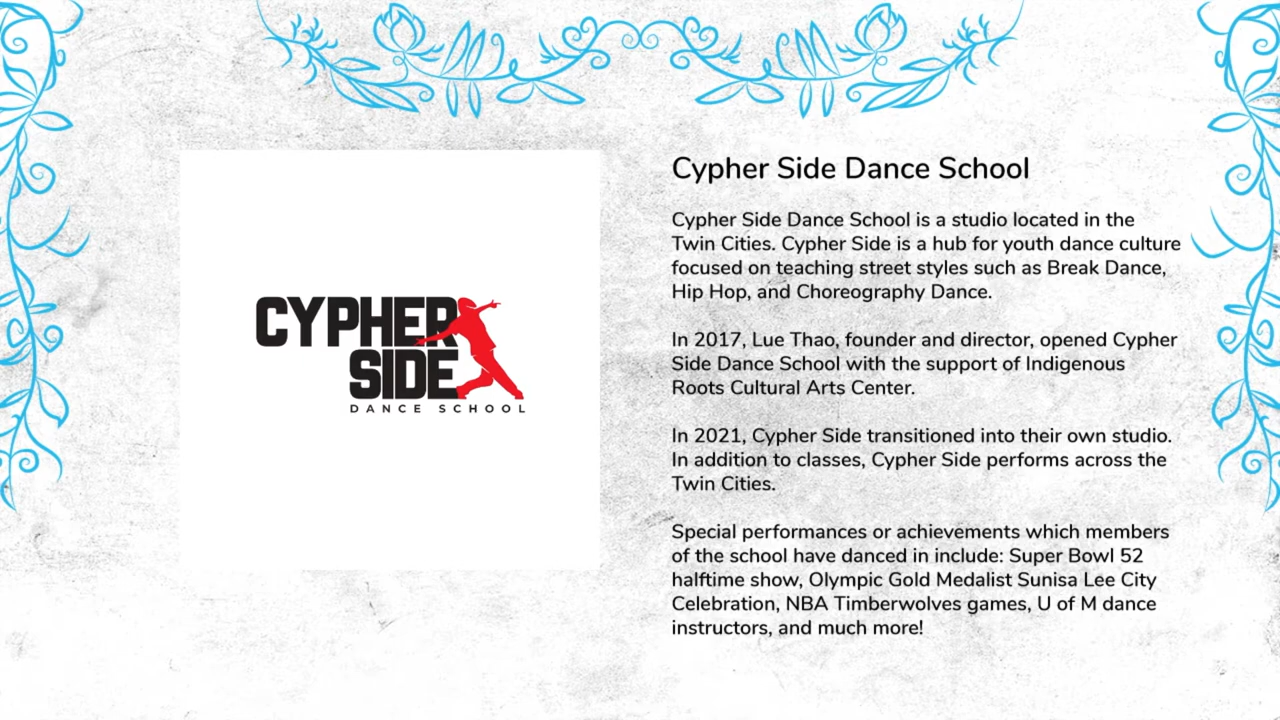 CYPHER
SIDE
DANCE SCHOOL
Cypher Side Dance School
Cypher Side Dance School is a studio located in the
Twin Cities. Cypher Side is a hub for youth dance culture
focused on teaching street styles such as Break Dance,
Hip Hop, and Choreography Dance.
In 2017, Lue Thao, founder and director, opened Cypher
Side Dance School with the support of Indigenous
Roots Cultural Arts Center.
In 2021, Cypher Side transitioned into their own studio.
In addition to classes, Cypher Side performs across the
Twin Cities.
Special performances or achievements which members
of the school have danced in include: Super Bowl 52
halftime show, Olympic Gold Medalist Sunisa Lee City
Celebration, NBA Timberwolves games, U of M dance
instructors, and much more!